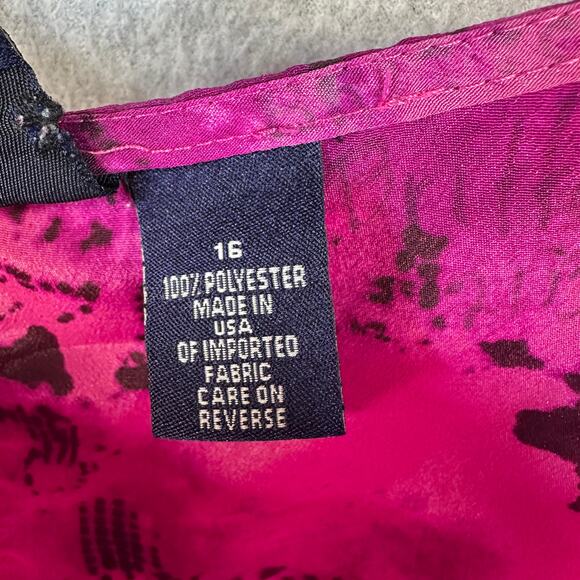 16
100% POLYESTER
MADE IN
USA
OF IMPORTED
FABRIC
CARE ON
REVERSE